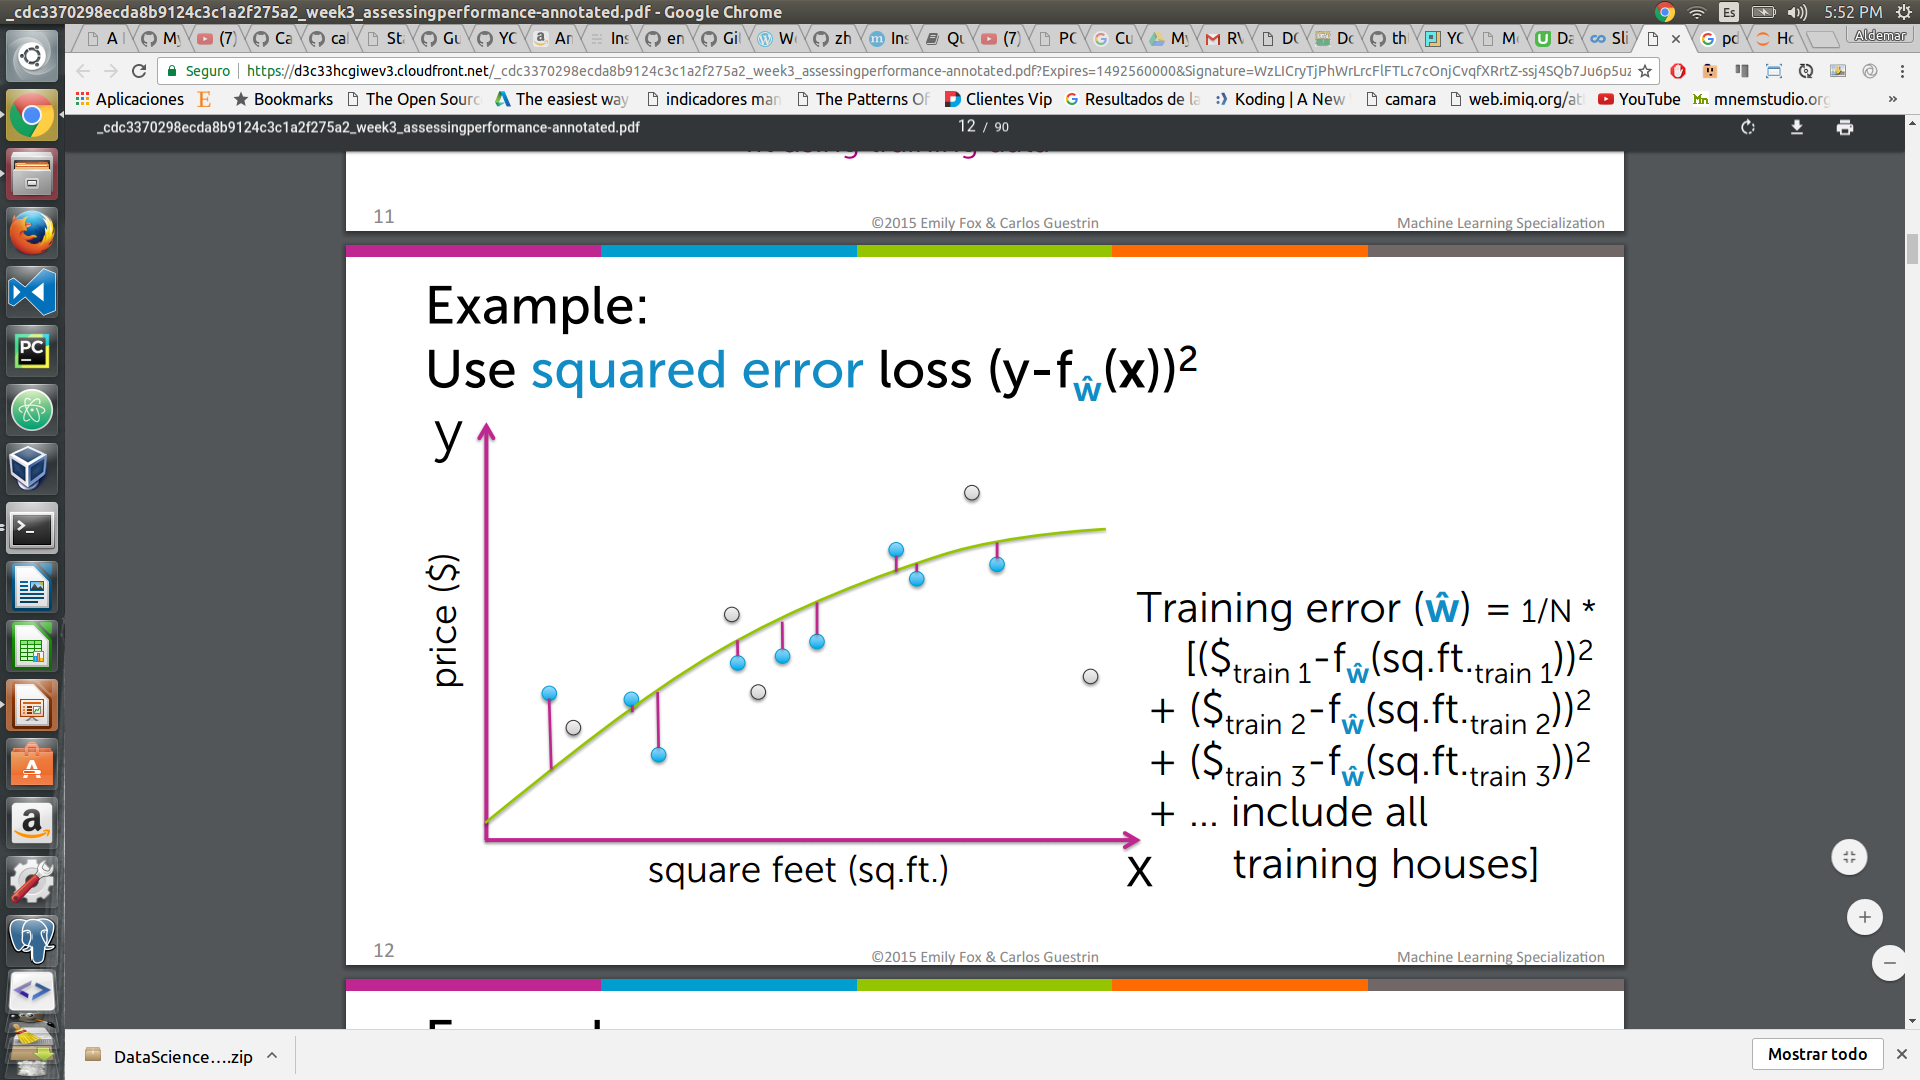 _cdc3370298ecda8b9124c3c1a2f275a2_week3_assessingperformance-annotated.pdf - Google Chrome
Es
5:52 PM
Aldemar
Seguro
https://d3c33hcgiwev3.cloudfront.net/_cdc3370298ecda8b9124c3c1a2f275a2_week3_assessingperformance-annotated.pdf?Expires=1492560000&Signature=WzLICryTjPhWrLrcFlFTLc7cOnjCvqfXRrtZ-ssj4SQb7Ju6p5uz
Aplicaciones
Bookmarks
The Open Sourc
The easiest way
indicadores man
The Patterns Of
Clientes Vip
Resultados de la
Koding | A New
camara
web.imiq.org/at
YouTube
mnemstudio.org
»
_cdc3370298ecda8b9124c3c1a2f275a2_week3_assessingperformance-annotated.pdf
12 / 90
11
©2015 Emily Fox & Carlos Guestrin
Machine Learning Specialization
Example:
Use squared error loss (y-fŵ(x))²
y
price ($)
square feet (sq.ft.)
x
Training error (ŵ) = 1/N *
[($train 1-fŵ(sq.ft.train 1))²
+ ($train 2-fŵ(sq.ft.train 2))²
+ ($train 3-fŵ(sq.ft.train 3))²
+ ... include all
training houses]
12
©2015 Emily Fox & Carlos Guestrin
Machine Learning Specialization
DataScience....zip
Mostrar todo